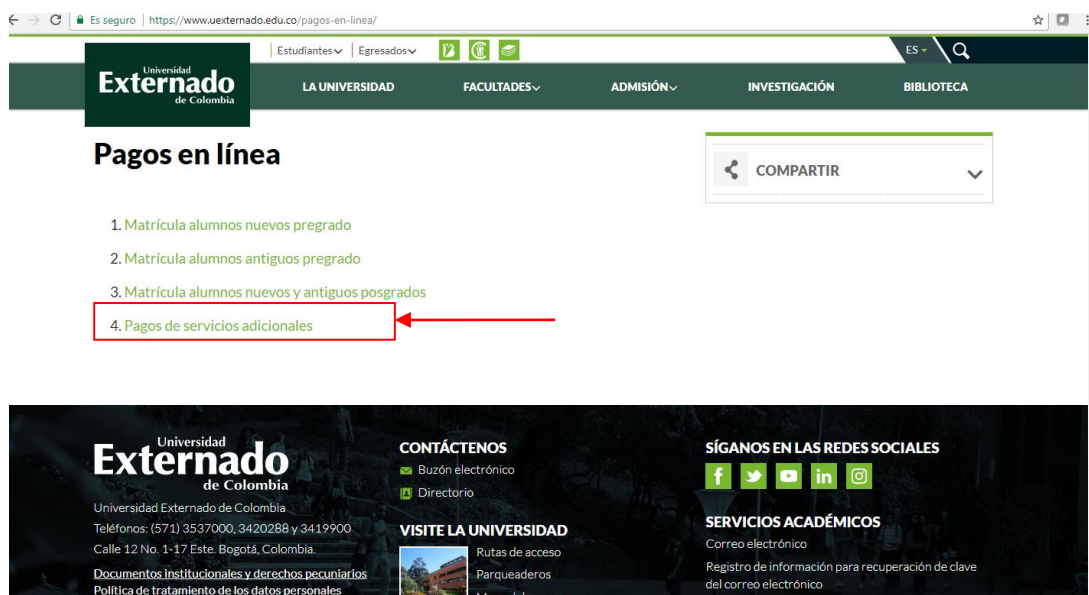 Es seguro | https://www.uexternado.edu.co/pagos-en-linea/
Estudiantes Egresados
ES
Universidad
Externado
de Colombia
LA UNIVERSIDAD FACULTADES ADMISIÓN INVESTIGACIÓN BIBLIOTECA
Pagos en línea
COMPARTIR
1. Matrícula alumnos nuevos pregrado
2. Matrícula alumnos antiguos pregrado
3. Matrícula alumnos nuevos y antiguos posgrados
4. Pagos de servicios adicionales
Universidad
Externado
de Colombia
Universidad Externado de Colombia
Teléfonos: (571) 3537000, 3420288 y 3419900
Calle 12 No. 1-17 Este. Bogotá, Colombia.
Documentos institucionales y derechos pecuniarios
Política de tratamiento de los datos personales
CONTÁCTENOS
Buzón electrónico
Directorio
VISITE LA UNIVERSIDAD
Rutas de acceso
Parqueaderos
SÍGANOS EN LAS REDES SOCIALES
SERVICIOS ACADÉMICOS
Correo electrónico
Registro de información para recuperación de clave
del correo electrónico